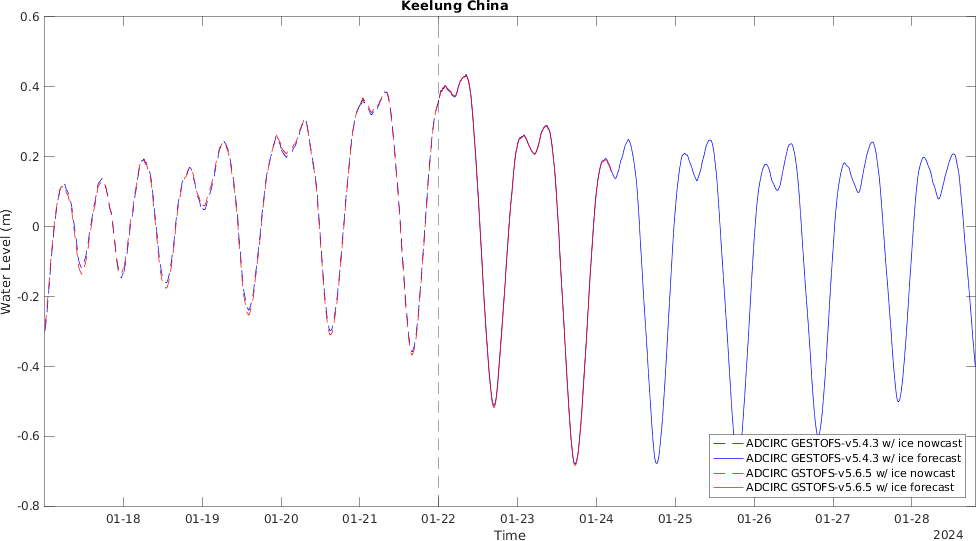 Keelung China
Water Level (m)
0.6
0.4
0.2
0
-0.2
-0.4
-0.6
-0.8
ADCIRC GESTOFS-v5.4.3 w/ ice nowcast
ADCIRC GESTOFS-v5.4.3 w/ ice forecast
ADCIRC GSTOFS-v5.6.5 w/ ice nowcast
ADCIRC GSTOFS-v5.6.5 w/ ice forecast
01-18 01-19 01-20 01-21 01-22 01-23 01-24 01-25 01-26 01-27 01-28
Time
2024